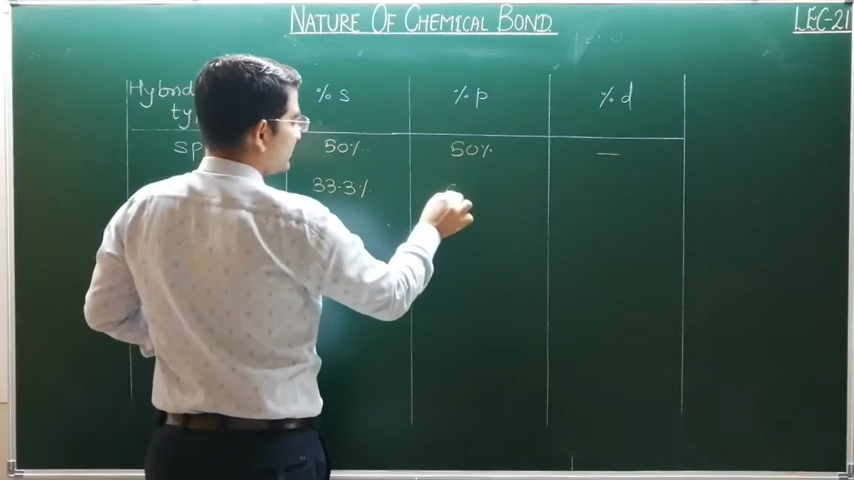 NATURE OF CHEMICAL BOND
LEC-21
% s % p % d
sp 50% 50% —
33.3%